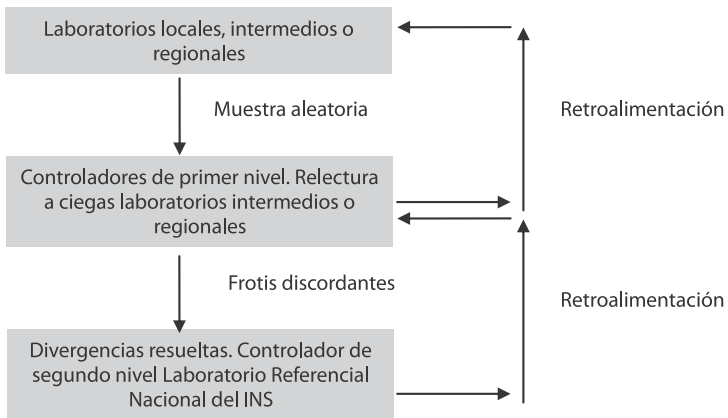 Laboratorios locales, intermedios o
regionales
Muestra aleatoria
Retroalimentación
Controladores de primer nivel. Relectura
a ciegas laboratorios intermedios o
regionales
Frotis discordantes
Retroalimentación
Divergencias resueltas. Controlador de
segundo nivel Laboratorio Referencial
Nacional del INS